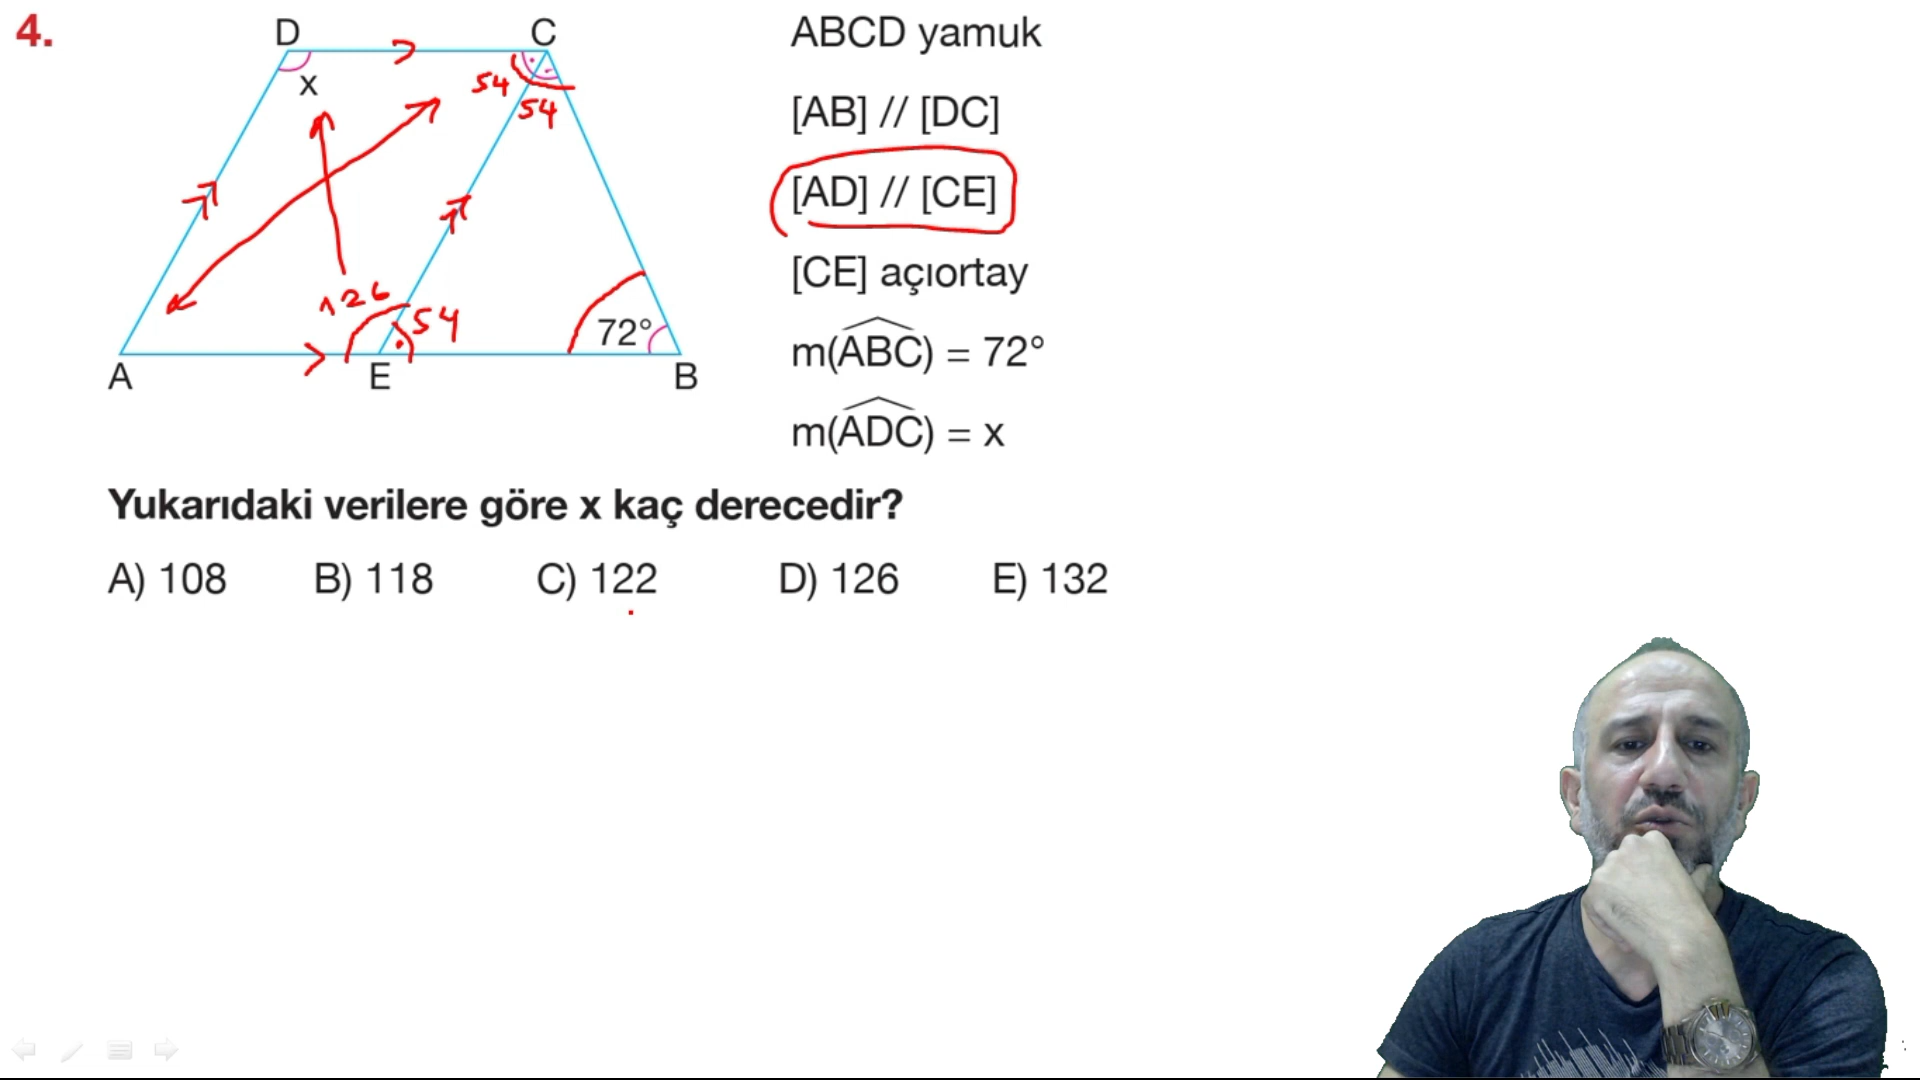 4.
D
C
x
54
54
126
54
72°
A
E
B
ABCD yamuk
[AB] // [DC]
[AD] // [CE]
[CE] açıortay
m(ABC) = 72°
m(ADC) = x
Yukarıdaki verilere göre x kaç derecedir?
A) 108 B) 118 C) 122 D) 126 E) 132